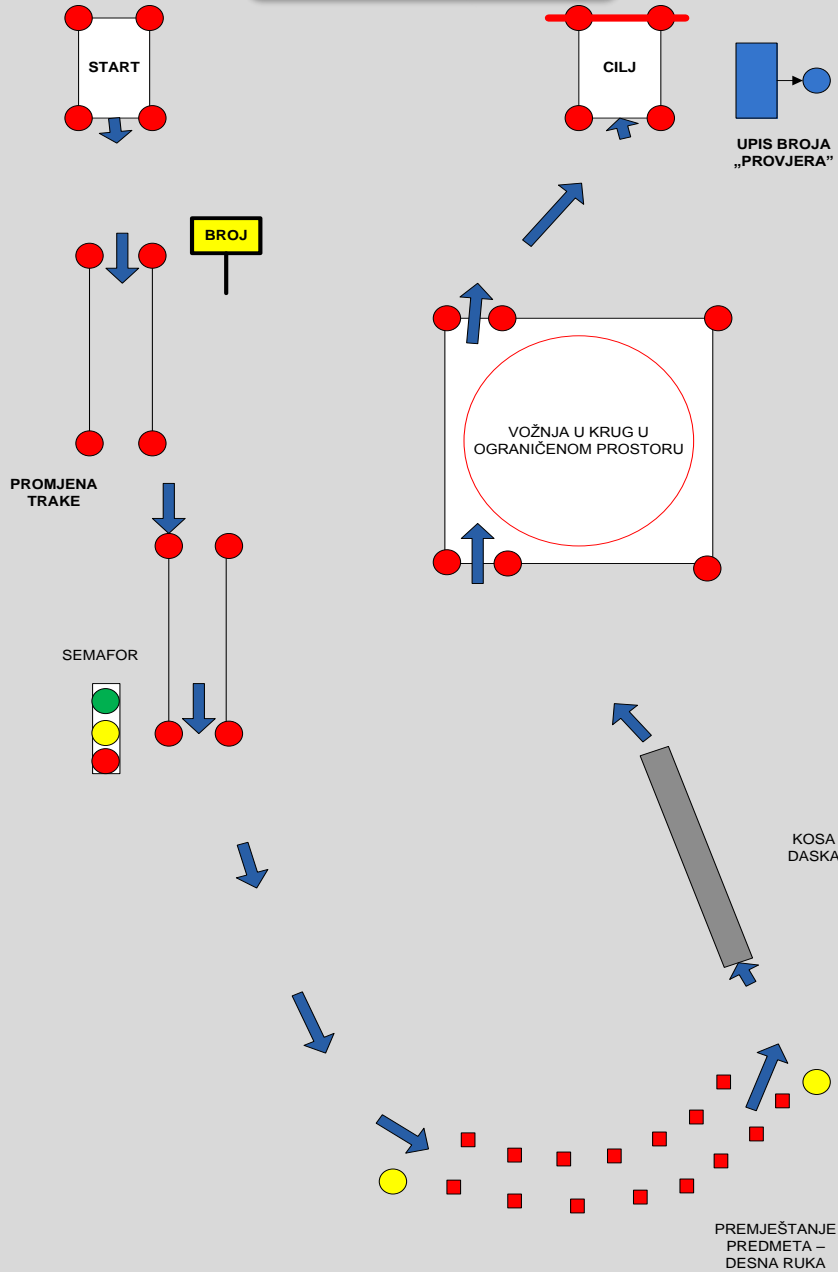 START
CILJ
UPIS BROJA
„PROVJERA”
BROJ
VOŽNJA U KRUG U
OGRANIČENOM PROSTORU
PROMJENA
TRAKE
SEMAFOR
KOSA
DASKA
PREMJEŠTANJE
PREDMETA –
DESNA RUKA